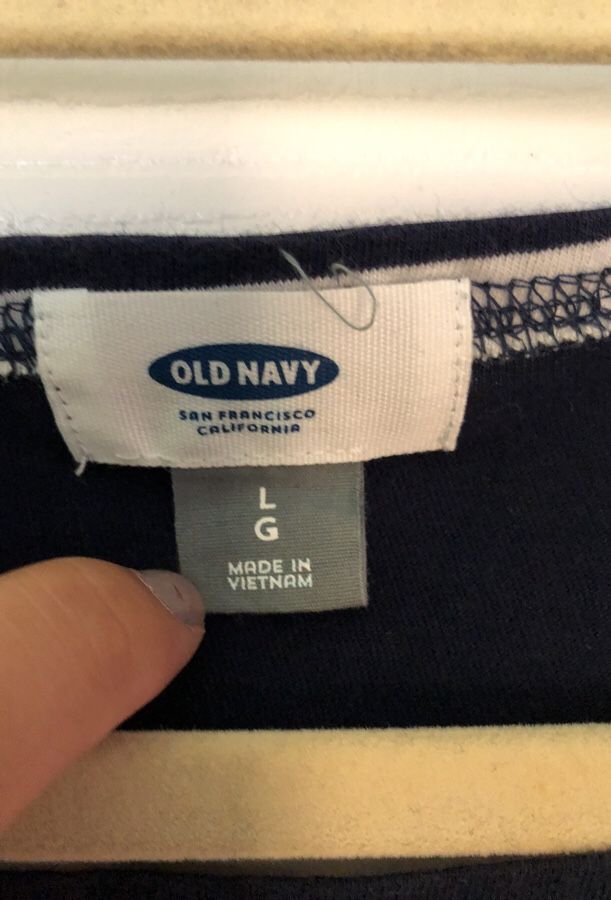 OLD NAVY
SAN FRANCISCO
CALIFORNIA
L
G
MADE IN
VIETNAM